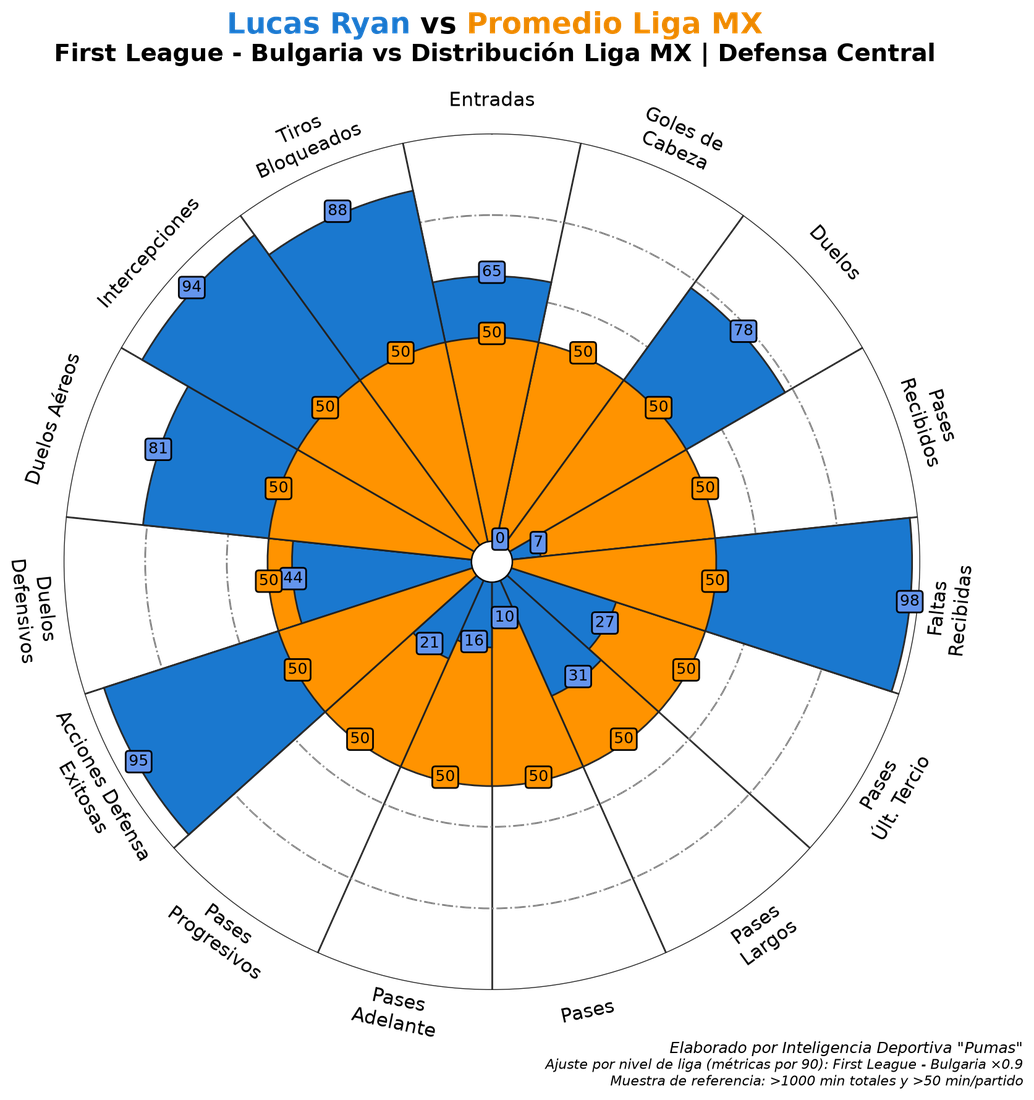 Lucas Ryan vs Promedio Liga MX
First League - Bulgaria vs Distribución Liga MX | Defensa Central
Entradas
65
50
Goles de
Cabeza
0
50
Duelos
78
50
Pases
Recibidos
7
50
Faltas
Recibidas
98
50
Pases
Últ. Tercio
27
50
Pases
Largos
31
50
Pases
10
50
Pases
Adelante
16
50
Pases
Progresivos
21
50
Acciones Defensa
Exitosas
95
50
Duelos
Defensivos
44
50
Duelos Aéreos
81
50
Intercepciones
94
50
Tiros
Bloqueados
88
50
Elaborado por Inteligencia Deportiva "Pumas"
Ajuste por nivel de liga (métricas por 90): First League - Bulgaria ×0.9
Muestra de referencia: >1000 min totales y >50 min/partido